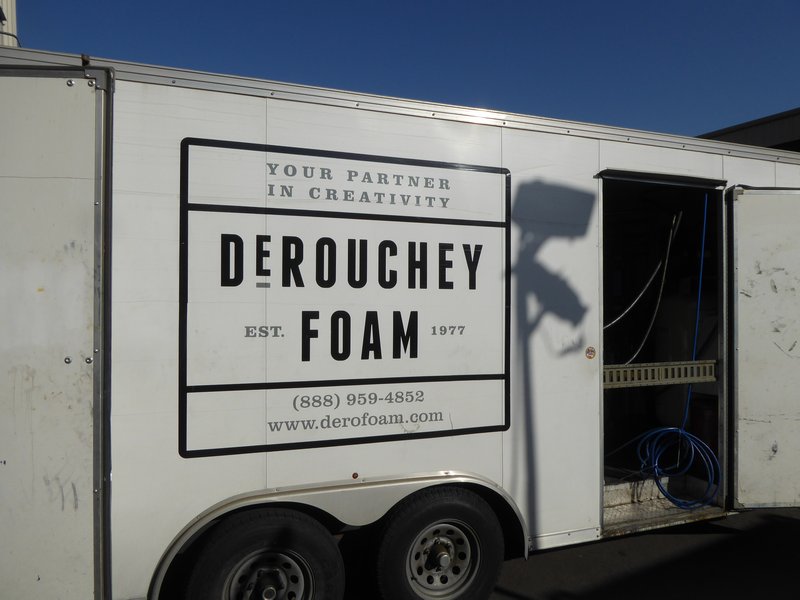 YOUR PARTNER
IN CREATIVITY
DEROUCHEY
EST. FOAM 1977
(888) 959-4852
www.derofoam.com